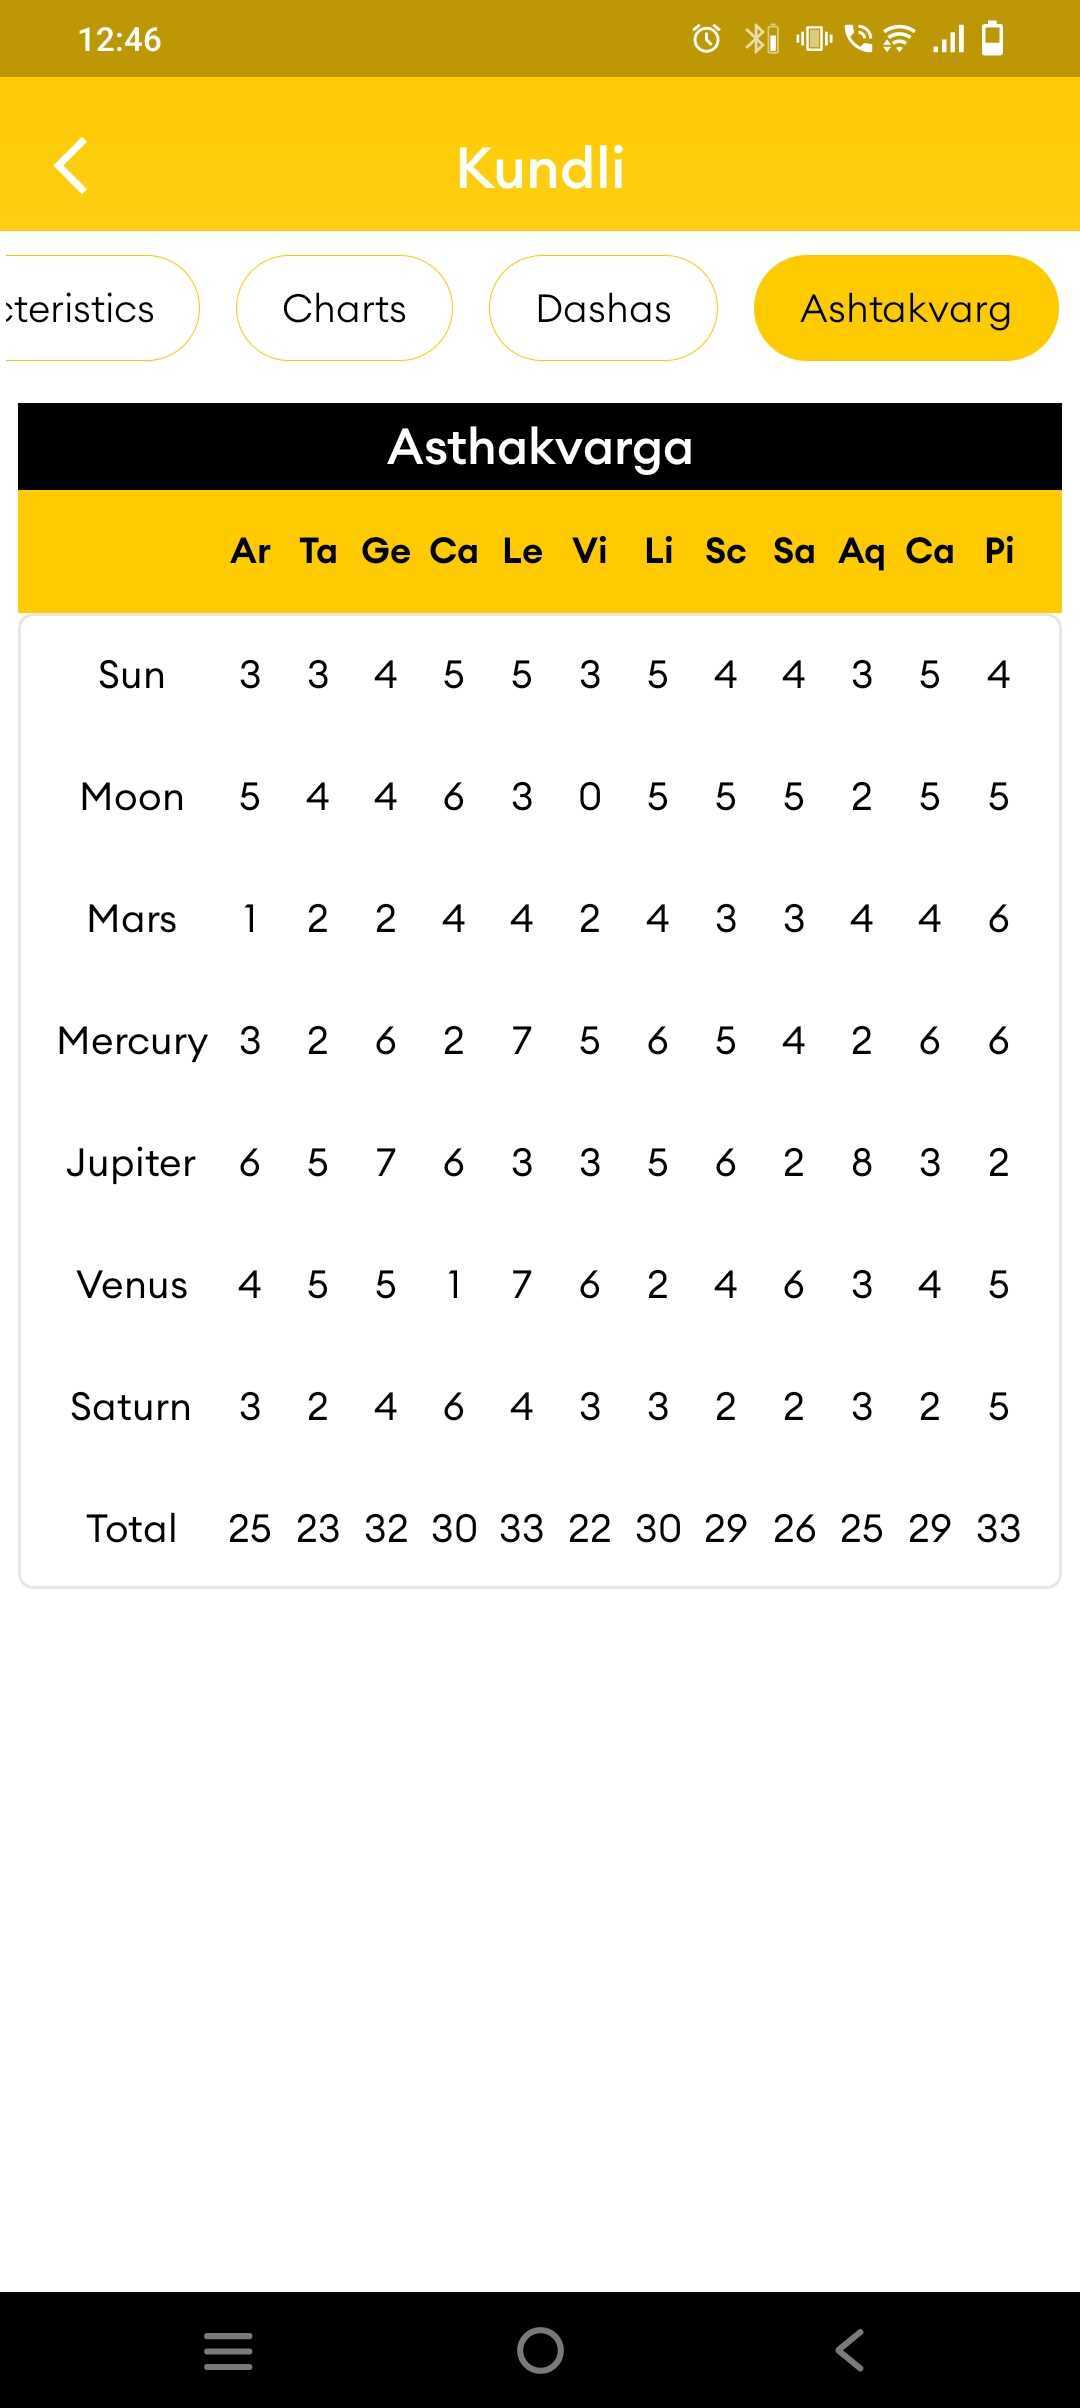 12:46
Kundli
cteristics Charts Dashas Ashtakvarg
Asthakvarga
Ar Ta Ge Ca Le Vi Li Sc Sa Aq Ca Pi
Sun 3 3 4 5 5 3 5 4 4 3 5 4
Moon 5 4 4 6 3 0 5 5 5 2 5 5
Mars 1 2 2 4 4 2 4 3 3 4 4 6
Mercury 3 2 6 2 7 5 6 5 4 2 6 6
Jupiter 6 5 7 6 3 3 5 6 2 8 3 2
Venus 4 5 5 1 7 6 2 4 6 3 4 5
Saturn 3 2 4 6 4 3 3 2 2 3 2 5
Total 25 23 32 30 33 22 30 29 26 25 29 33